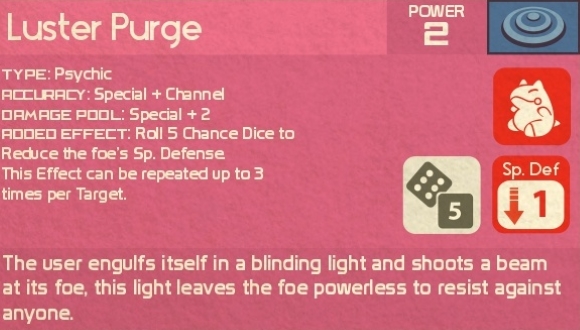 Luster Purge
POWER
2
TYPE: Psychic
ACCURACY: Special + Channel
DAMAGE POOL: Special + 2
ADDED EFFECT: Roll 5 Chance Dice to
Reduce the foe's Sp. Defense.
This Effect can be repeated up to 3
times per Target.
5
Sp. Def
1
The user engulfs itself in a blinding light and shoots a beam
at its foe, this light leaves the foe powerless to resist against
anyone.